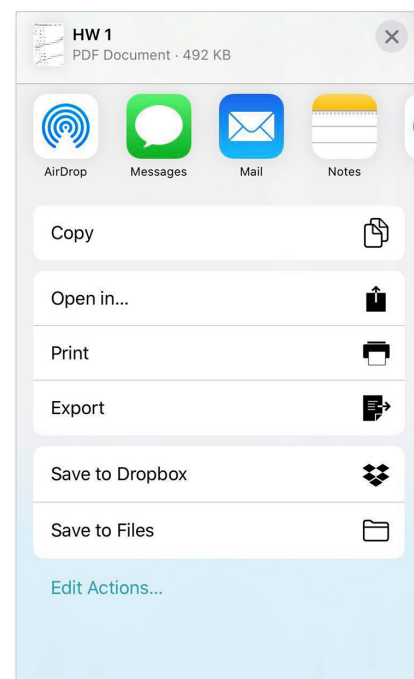 HW 1
PDF Document · 492 KB
AirDrop
Messages
Mail
Notes
Copy
Open in...
Print
Export
Save to Dropbox
Save to Files
Edit Actions...